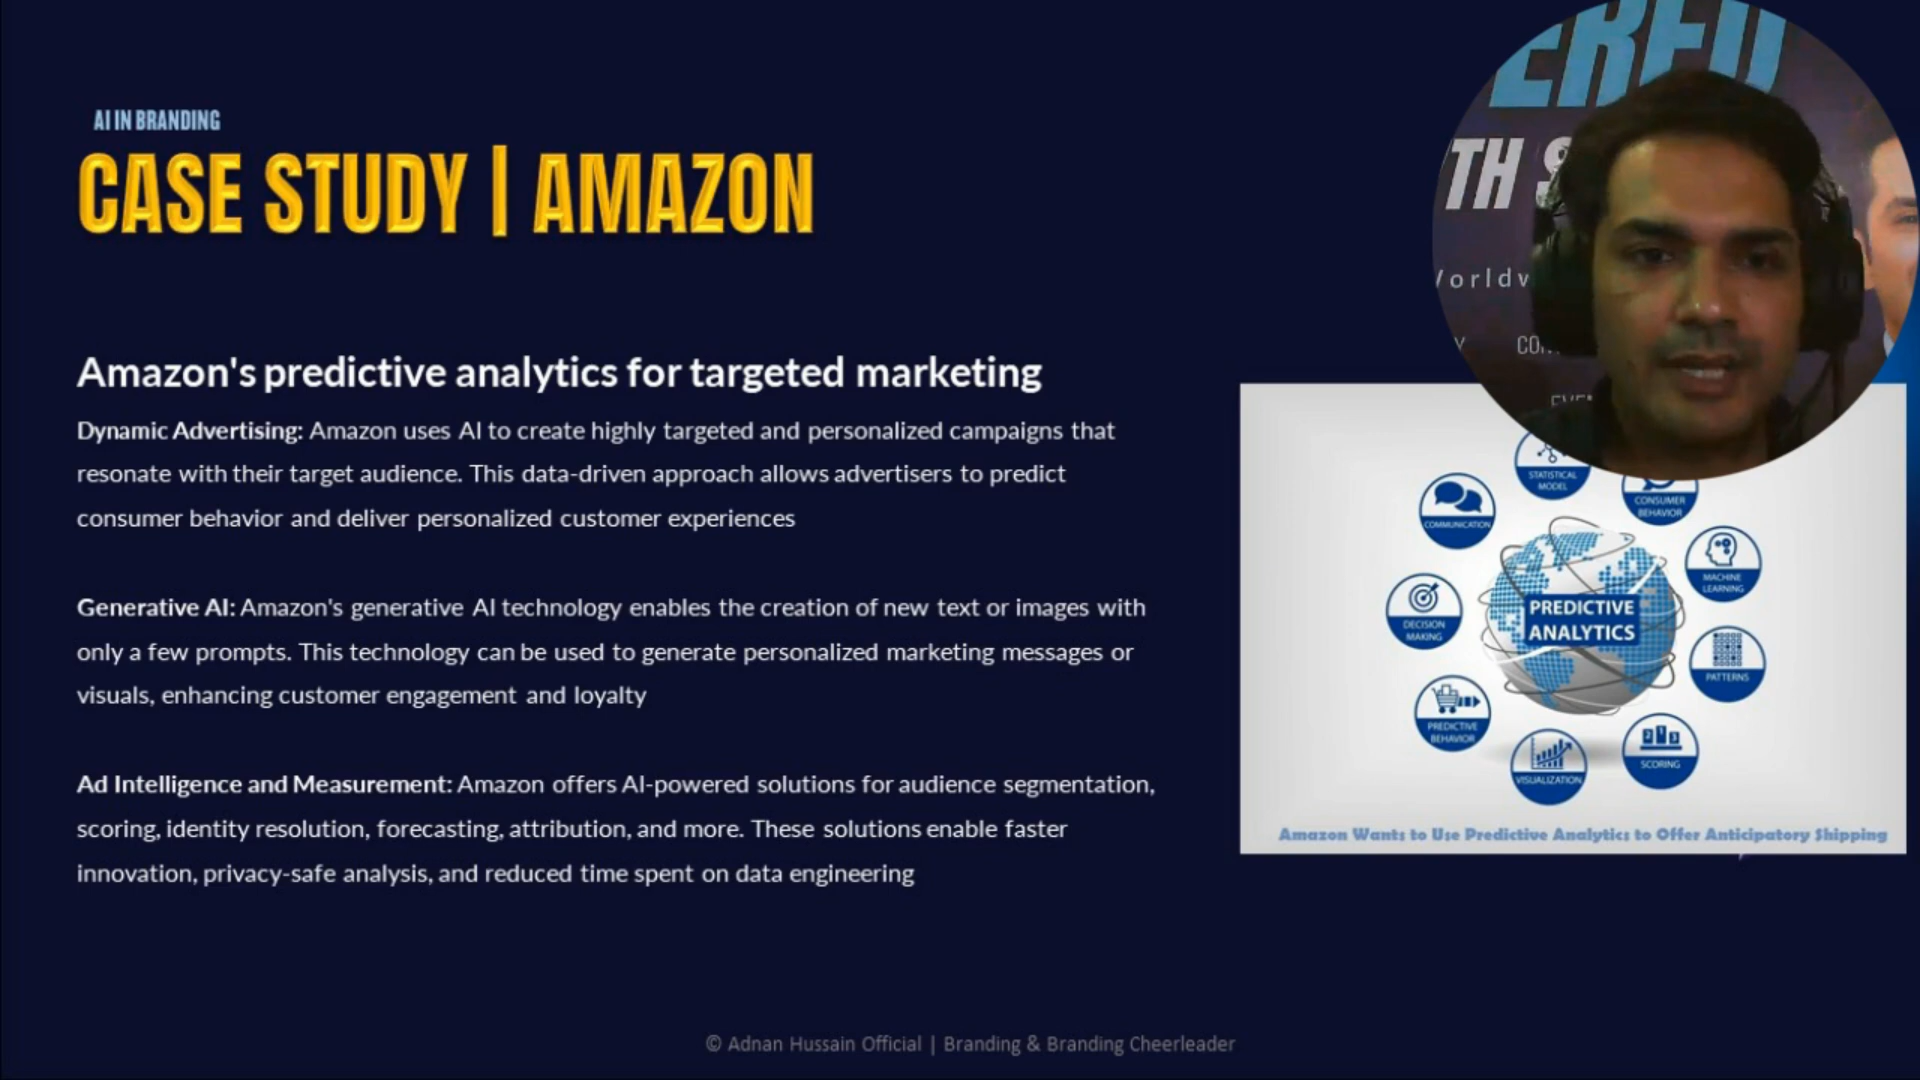 AI IN BRANDING
CASE STUDY | AMAZON
Amazon's predictive analytics for targeted marketing
Dynamic Advertising: Amazon uses AI to create highly targeted and personalized campaigns that
resonate with their target audience. This data-driven approach allows advertisers to predict
consumer behavior and deliver personalized customer experiences
Generative AI: Amazon's generative AI technology enables the creation of new text or images with
only a few prompts. This technology can be used to generate personalized marketing messages or
visuals, enhancing customer engagement and loyalty
Ad Intelligence and Measurement: Amazon offers AI-powered solutions for audience segmentation,
scoring, identity resolution, forecasting, attribution, and more. These solutions enable faster
innovation, privacy-safe analysis, and reduced time spent on data engineering
ERED
TH
STATISTICAL
MODEL
CONSUMER
BEHAVIOR
COMMUNICATION
MACHINE
LEARNING
DECISION
MAKING
PREDICTIVE
ANALYTICS
PATTERNS
PREDICTIVE
BEHAVIOR
SCORING
VISUALIZATION
Amazon Wants to Use Predictive Analytics to Offer Anticipatory Shipping
© Adnan Hussain Official | Branding & Branding Cheerleader